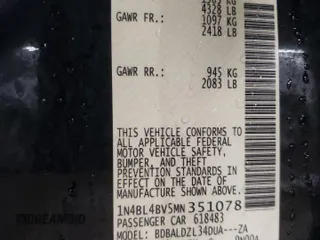 4328 LB
GAWR FR.: 1097 KG
2418 LB
GAWR RR.: 945 KG
2083 LB
THIS VEHICLE CONFORMS TO
ALL APPLICABLE FEDERAL
MOTOR VEHICLE SAFETY,
BUMPER, AND THEFT
PREVENTION STANDARDS IN
EFFECT ON THE DATE OF
MANUFACTURE SHOWN ABOVE.
1N4BL4BV5MN351078
PASSENGER CAR 618483
MODEL: BDBALDZL34DUA---ZA